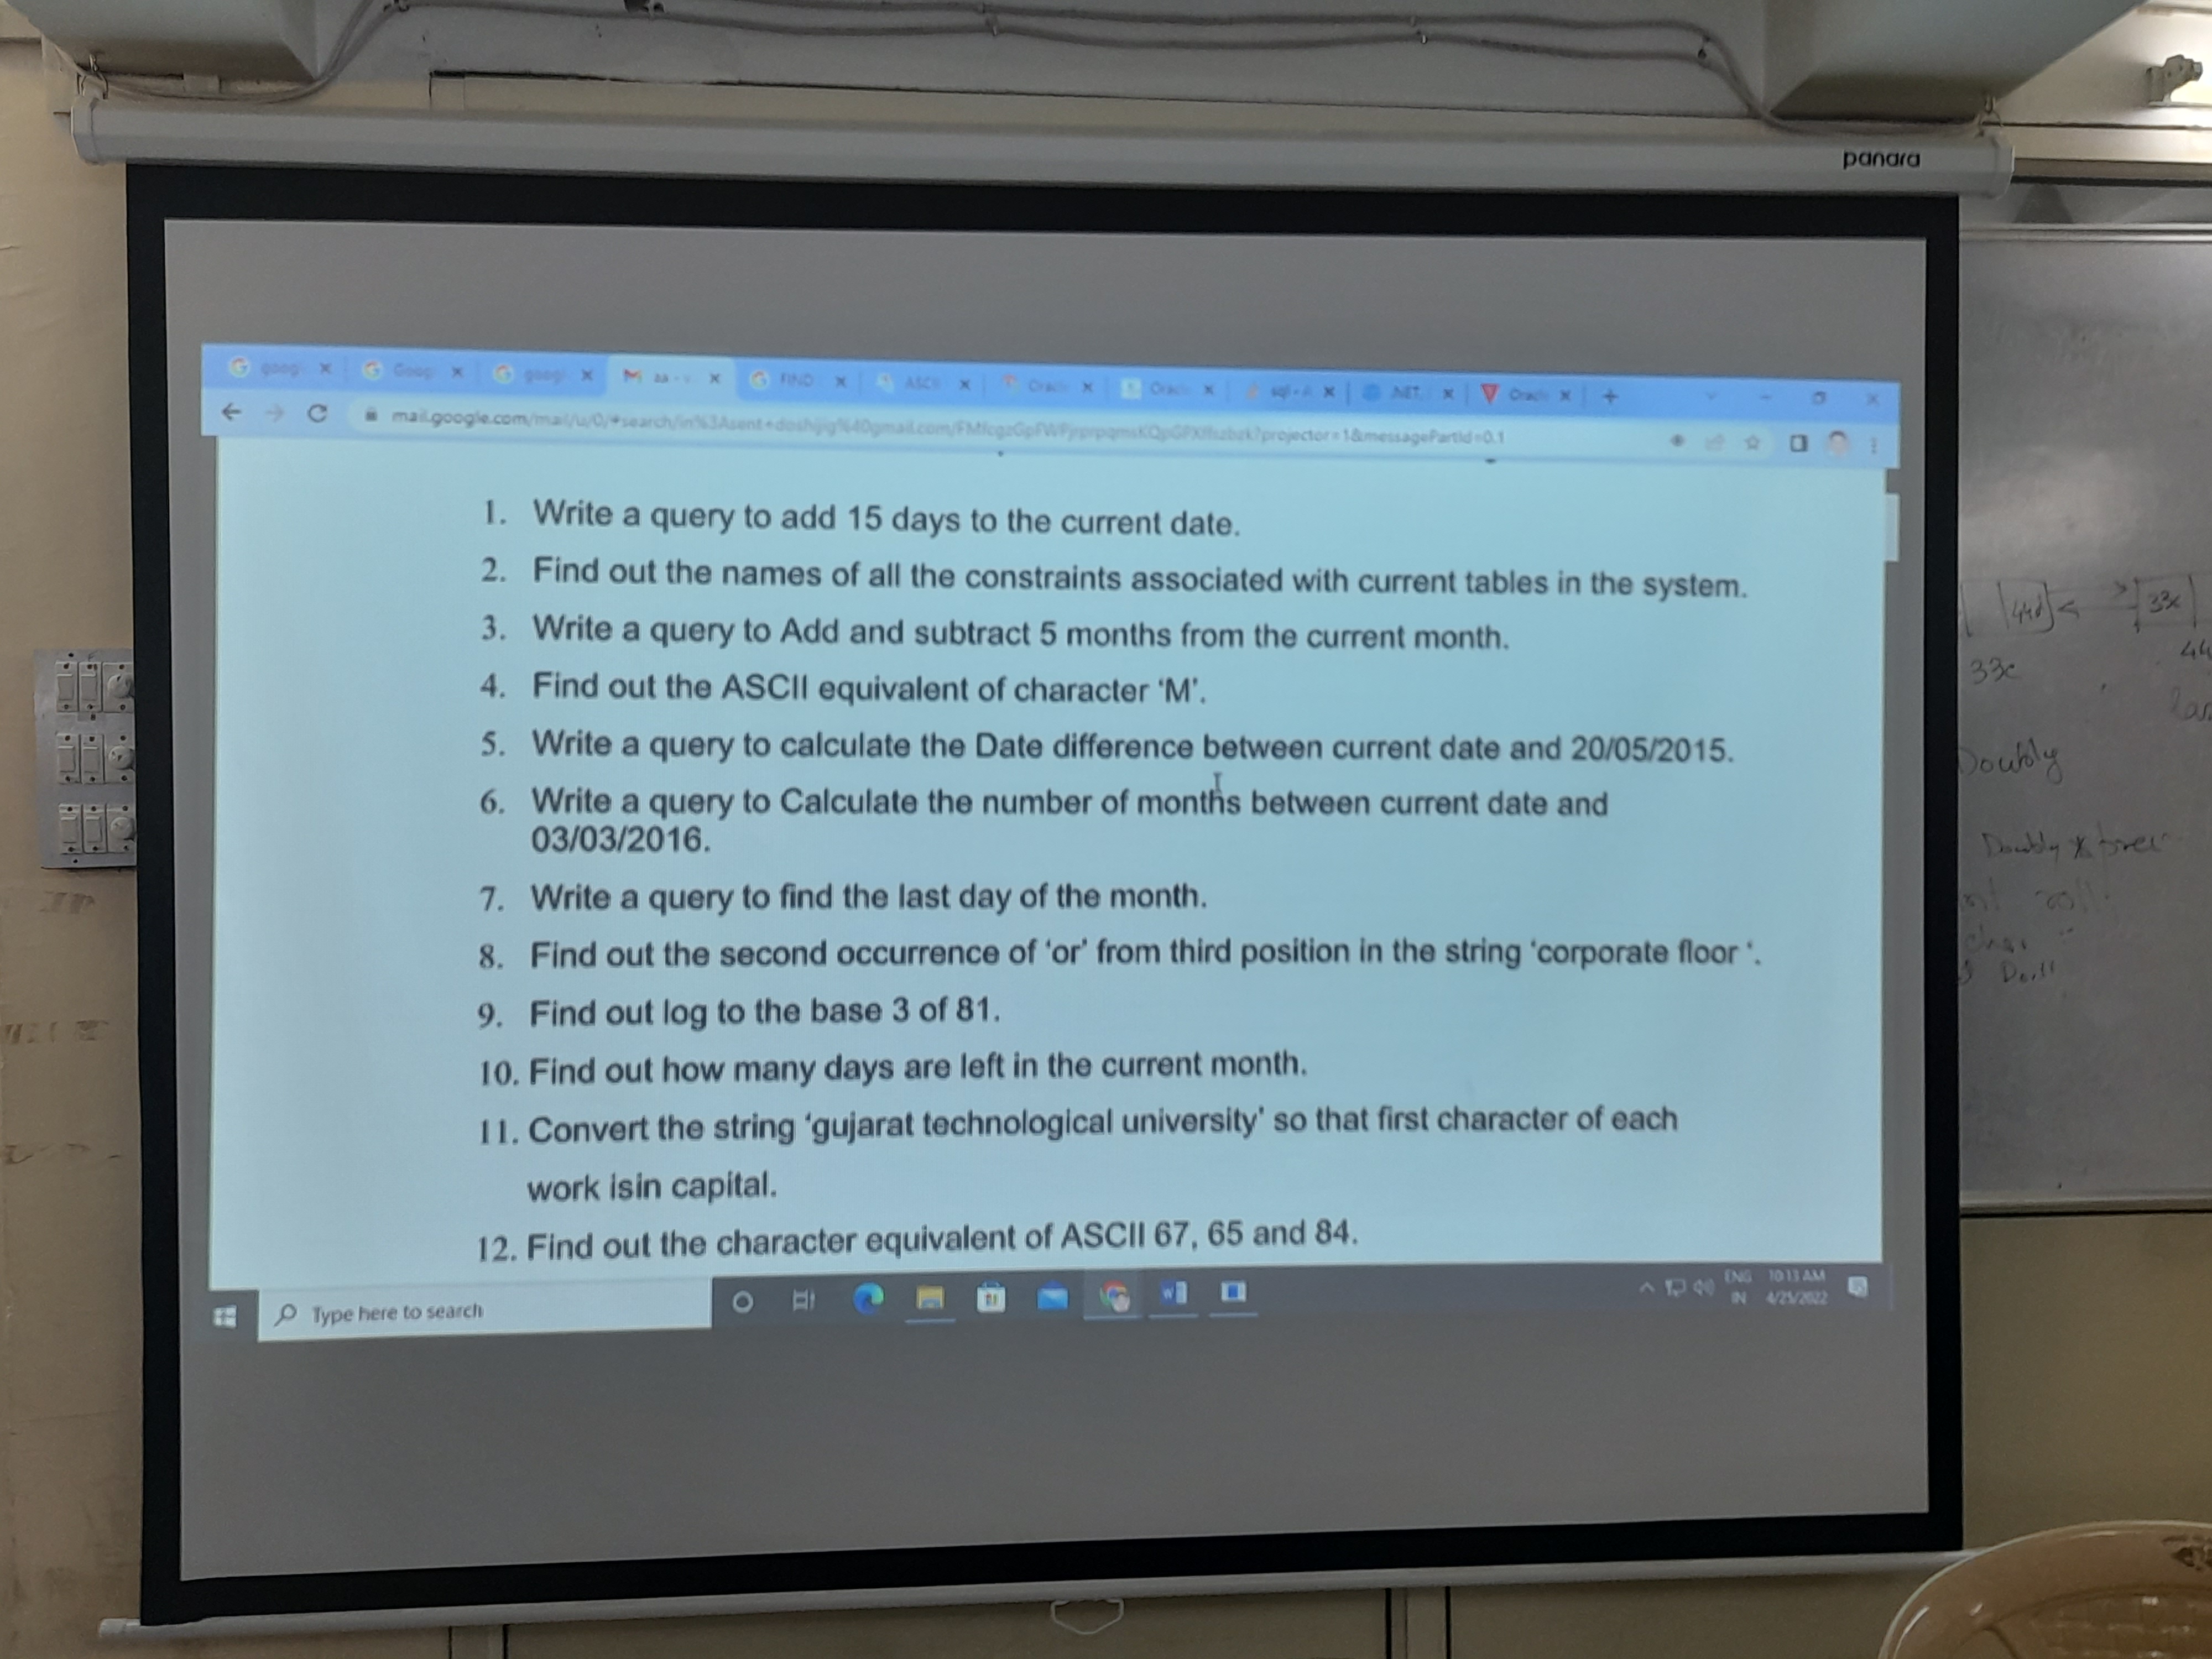 panara
mail.google.com/mail/u/0/
projector=1&messagePartId=0.1
1. Write a query to add 15 days to the current date.
2. Find out the names of all the constraints associated with current tables in the system.
3. Write a query to Add and subtract 5 months from the current month.
4. Find out the ASCII equivalent of character ‘M’.
5. Write a query to calculate the Date difference between current date and 20/05/2015.
6. Write a query to Calculate the number of months between current date and
03/03/2016.
7. Write a query to find the last day of the month.
8. Find out the second occurrence of ‘or’ from third position in the string ‘corporate floor ‘.
9. Find out log to the base 3 of 81.
10. Find out how many days are left in the current month.
11. Convert the string ‘gujarat technological university’ so that first character of each
work isin capital.
12. Find out the character equivalent of ASCII 67, 65 and 84.
Type here to search
ENG 10:13 AM
IN 4/25/2022
33x
33x
Doubly
Doubly